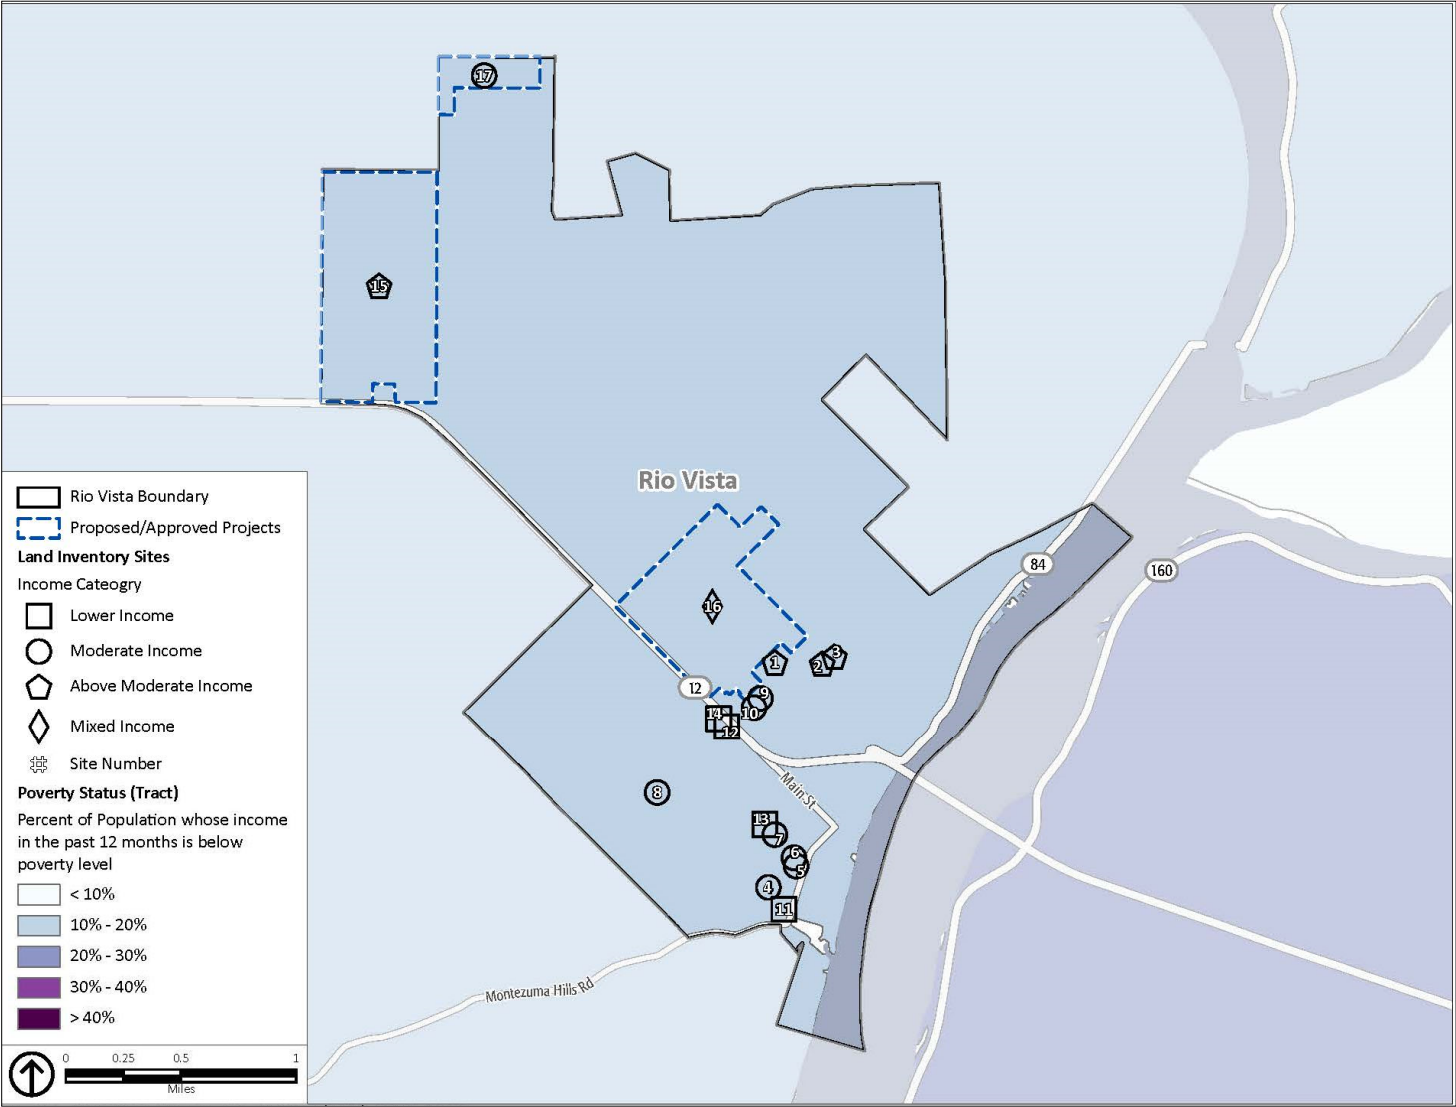 17
15
Rio Vista
84
160
16
1
2
3
12
9
10
14
12
Main St
8
13
7
6
5
4
11
Montezuma Hills Rd
Rio Vista Boundary
Proposed/Approved Projects
Land Inventory Sites
Income Cateogry
Lower Income
Moderate Income
Above Moderate Income
Mixed Income
# Site Number
Poverty Status (Tract)
Percent of Population whose income
in the past 12 months is below
poverty level
< 10%
10% - 20%
20% - 30%
30% - 40%
> 40%
0 0.25 0.5 1
Miles